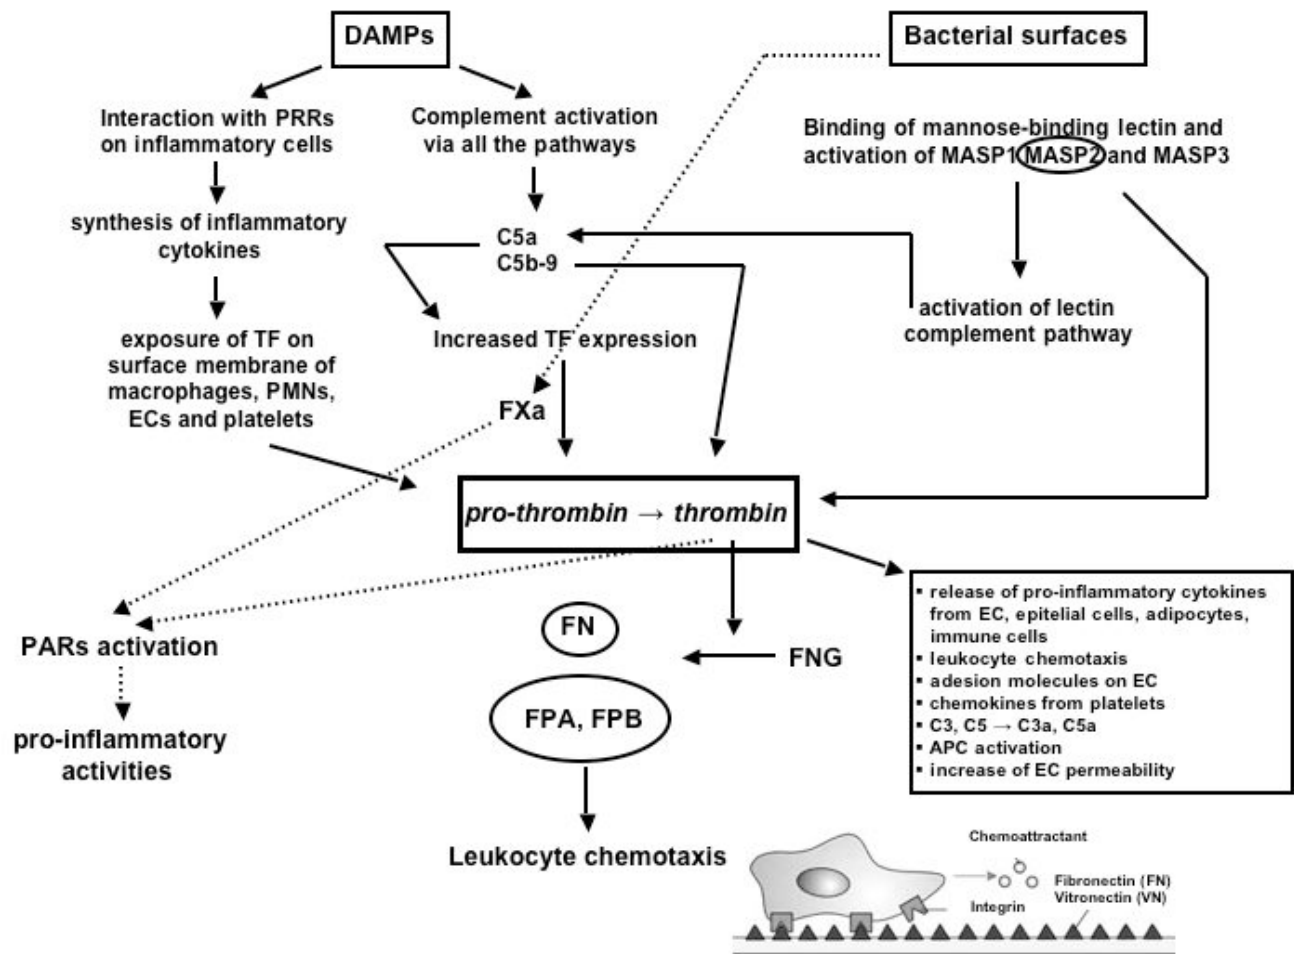 DAMPs
Bacterial surfaces
Interaction with PRRs
on inflammatory cells
Complement activation
via all the pathways
Binding of mannose-binding lectin and
activation of MASP1 MASP2 and MASP3
synthesis of inflammatory
cytokines
C5a
C5b-9
activation of lectin
complement pathway
exposure of TF on
surface membrane of
macrophages, PMNs,
ECs and platelets
Increased TF expression
FXa
pro-thrombin → thrombin
PARs activation
pro-inflammatory
activities
FN
FNG
FPA, FPB
Leukocyte chemotaxis
▪ release of pro-inflammatory cytokines
from EC, epitelial cells, adipocytes,
immune cells
▪ leukocyte chemotaxis
▪ adesion molecules on EC
▪ chemokines from platelets
▪ C3, C5 → C3a, C5a
▪ APC activation
▪ increase of EC permeability
Chemoattractant
Fibronectin (FN)
Vitronectin (VN)
Integrin